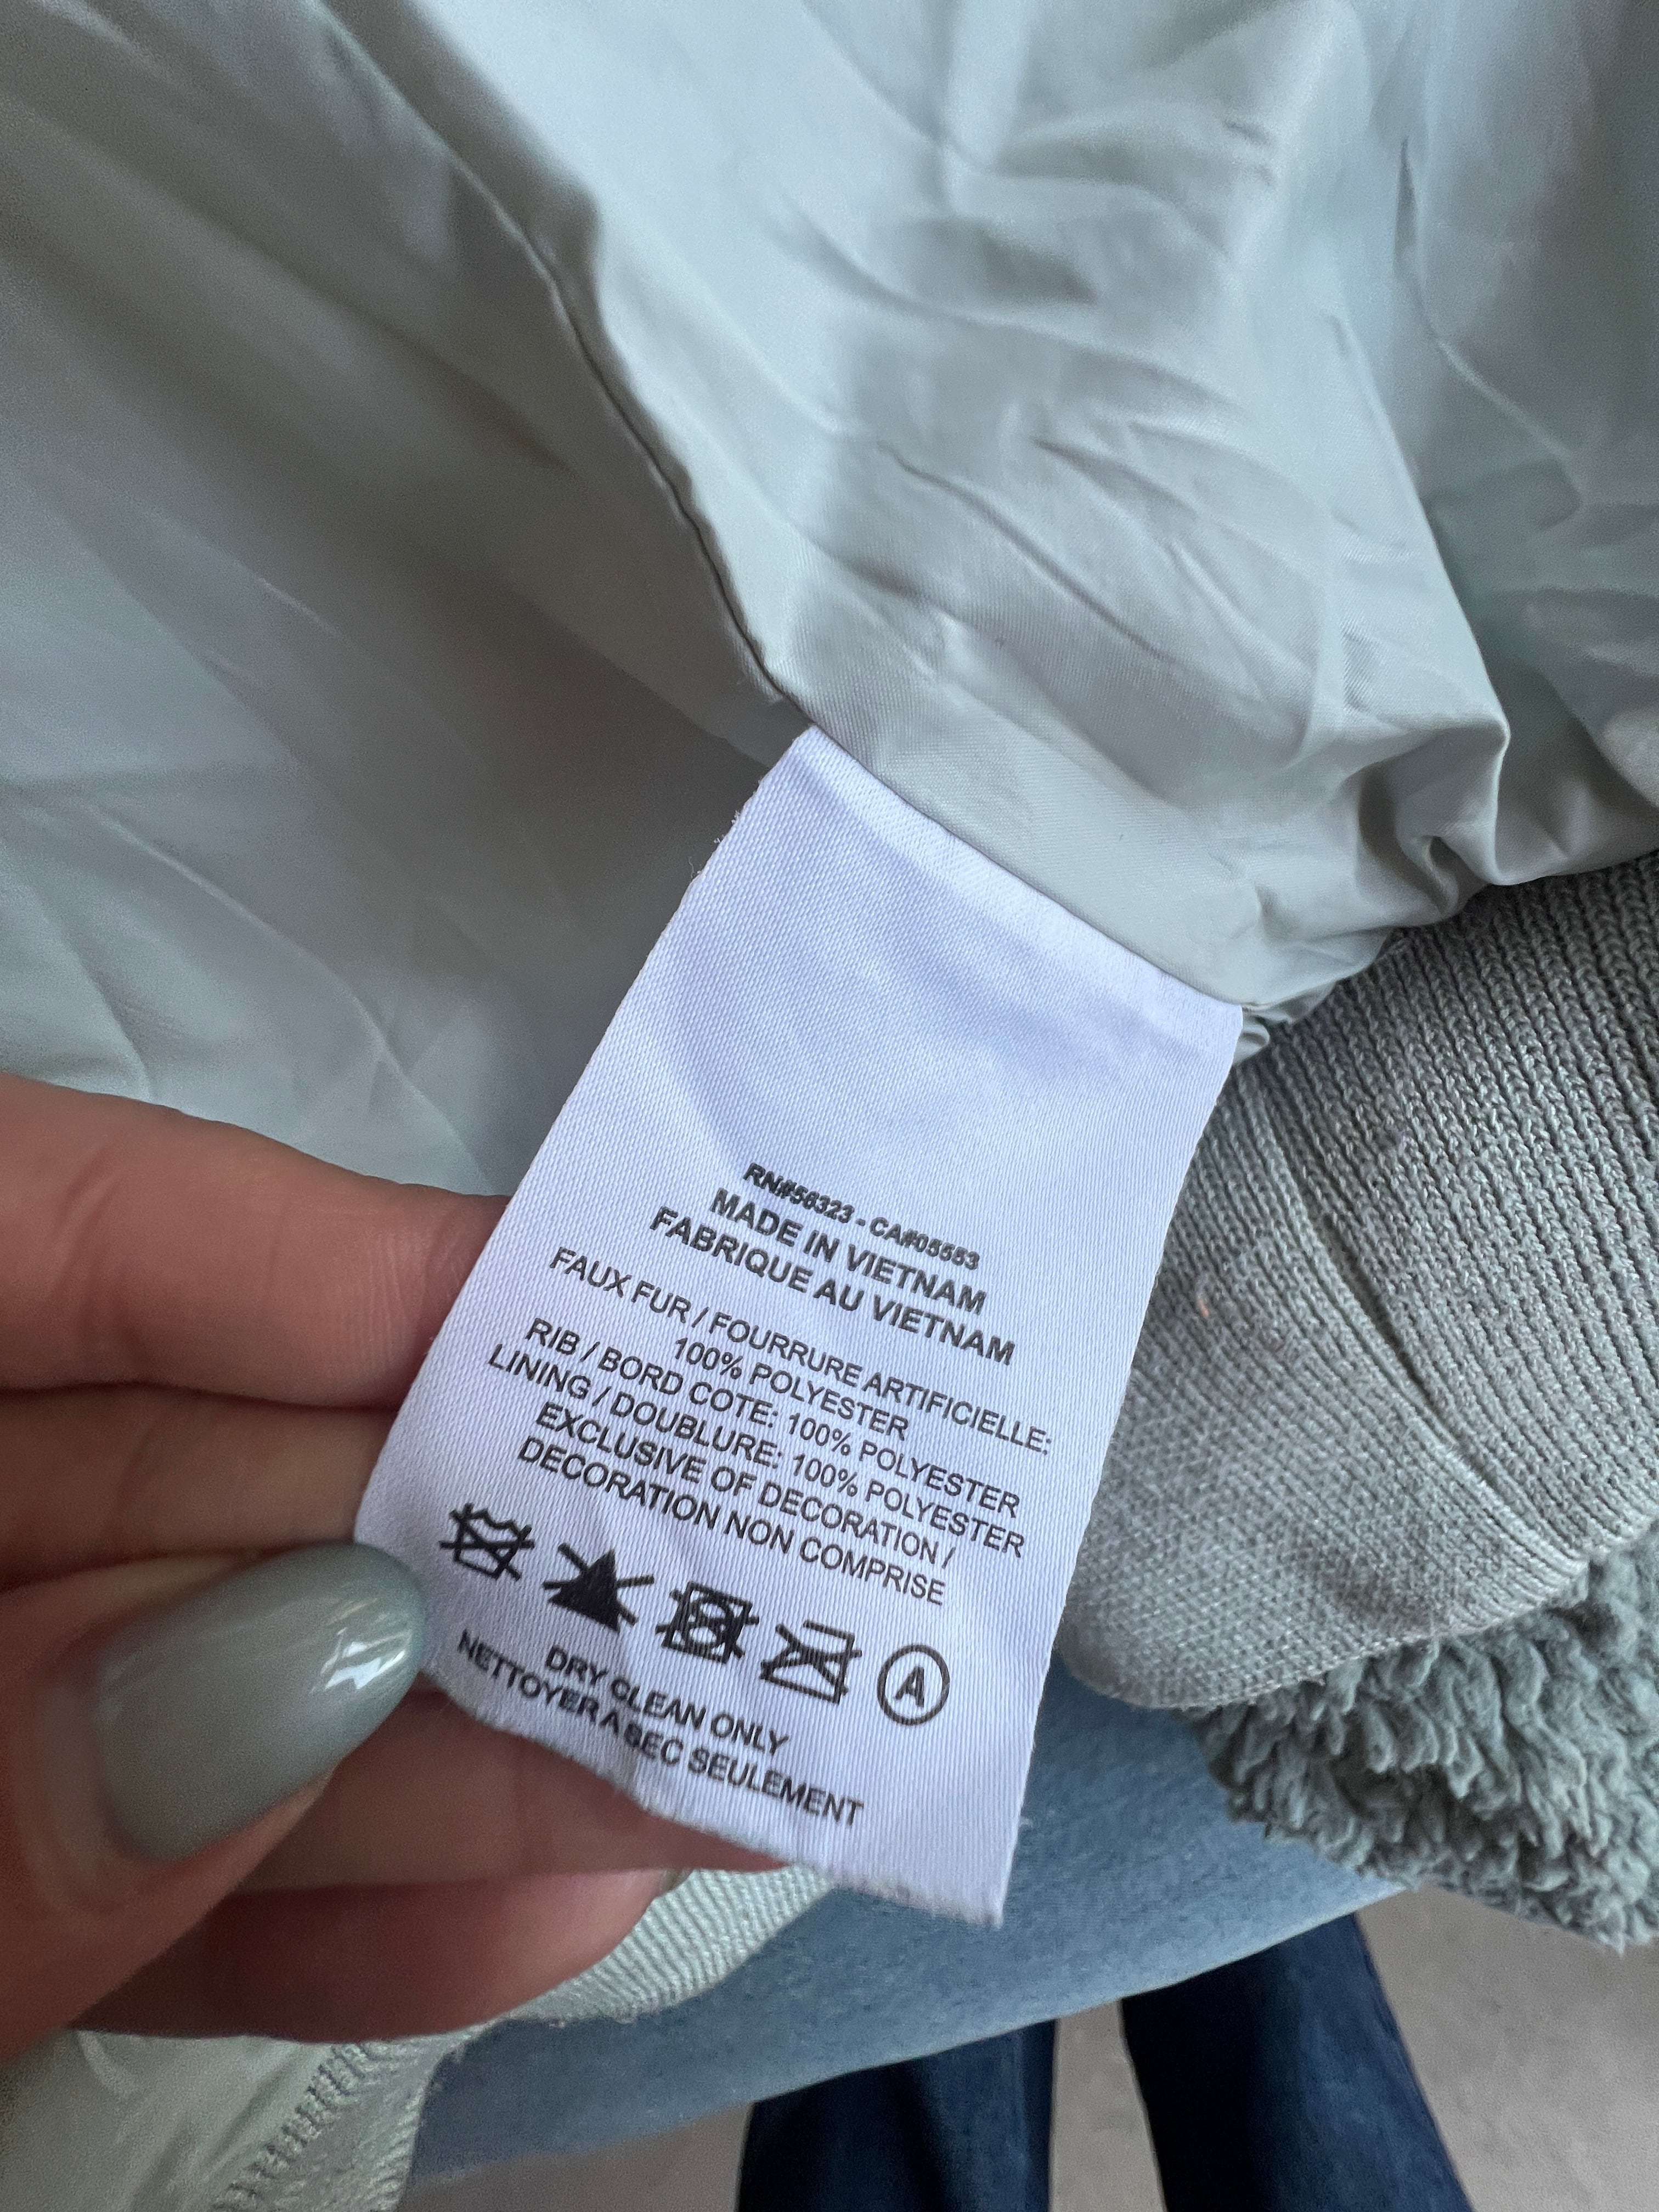 RN#56323 - CA#05553
MADE IN VIETNAM
FABRIQUE AU VIETNAM
FAUX FUR / FOURRURE ARTIFICIELLE:
100% POLYESTER
RIB / BORD COTE: 100% POLYESTER
LINING / DOUBLURE: 100% POLYESTER
EXCLUSIVE OF DECORATION /
DECORATION NON COMPRISE
A
DRY CLEAN ONLY
NETTOYER A SEC SEULEMENT